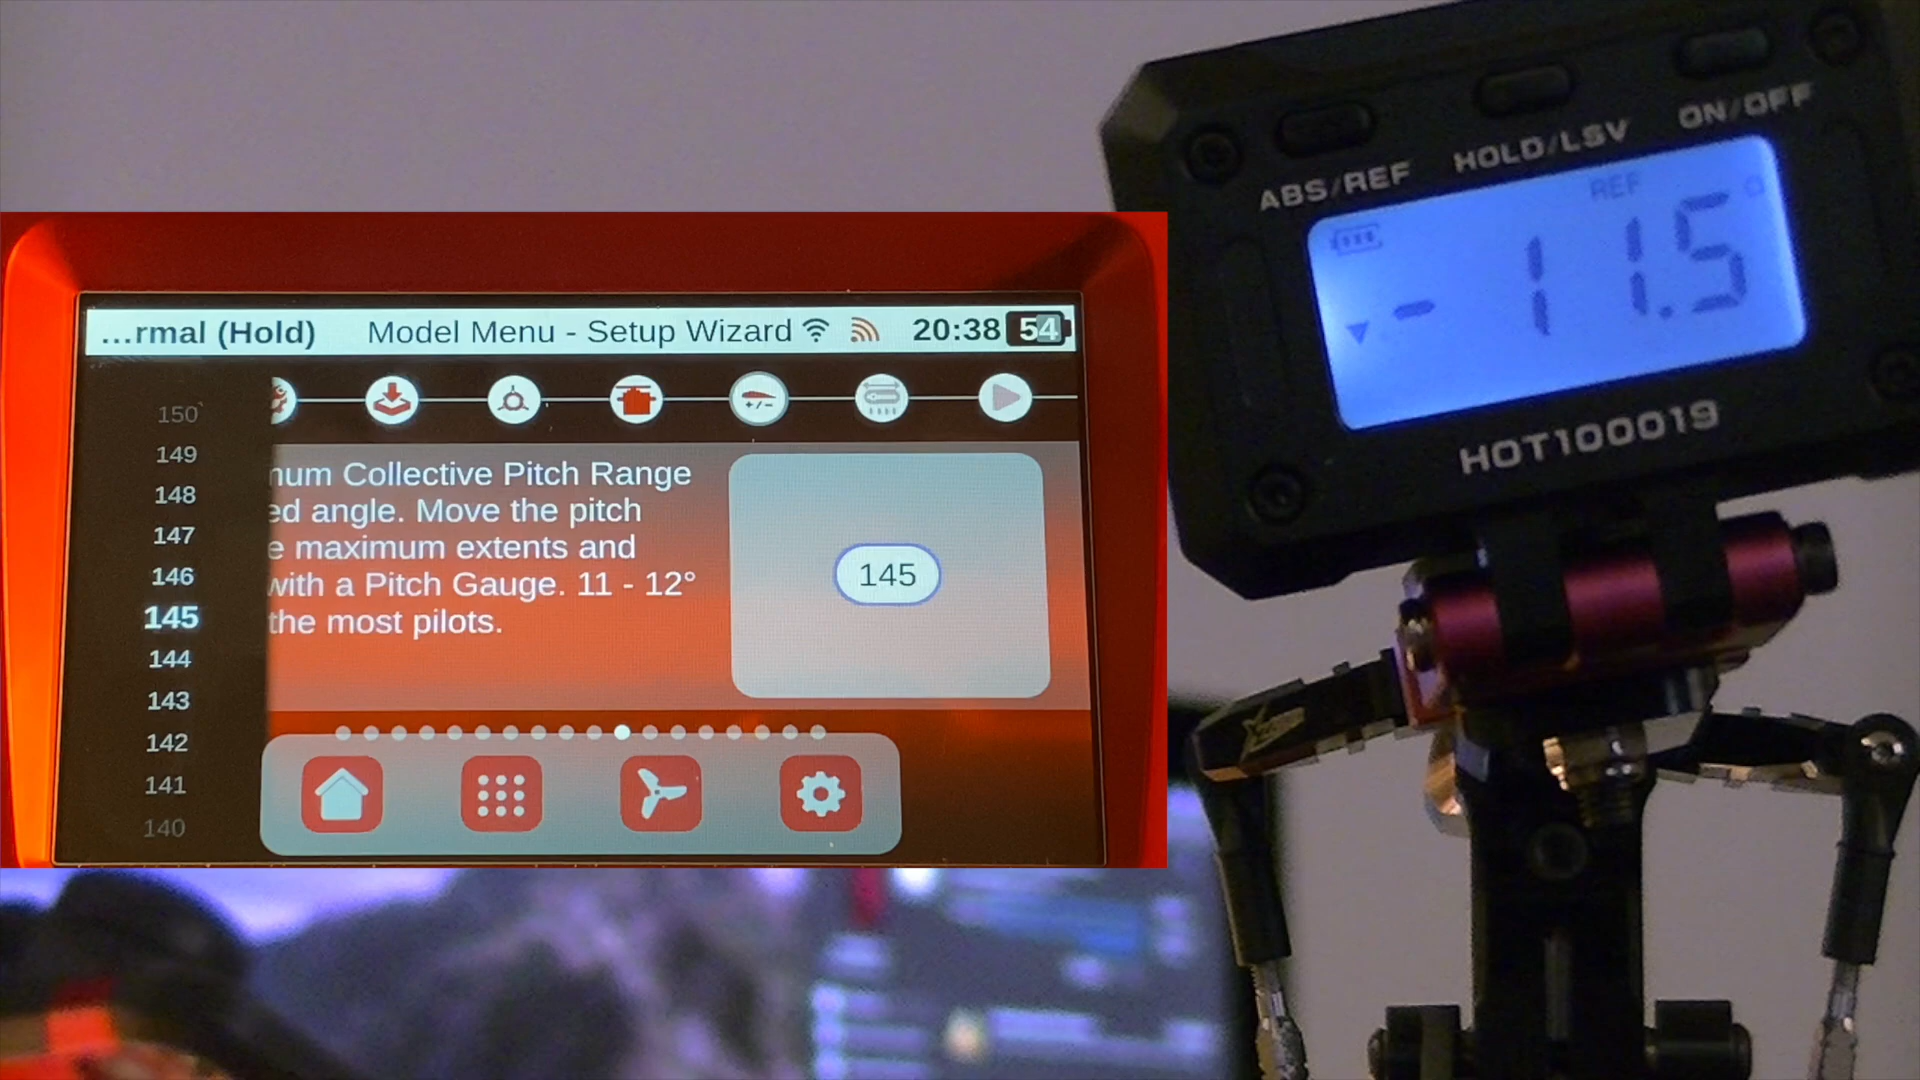 ABS/REF HOLD/LSV ON/OFF
REF
- 11.5°
HOT100019
...rmal (Hold) Model Menu - Setup Wizard 20:38 54
150
149
148
147
146
145
144
143
142
141
140
+/-
num Collective Pitch Range
ed angle. Move the pitch
e maximum extents and
with a Pitch Gauge. 11 - 12°
the most pilots.
145